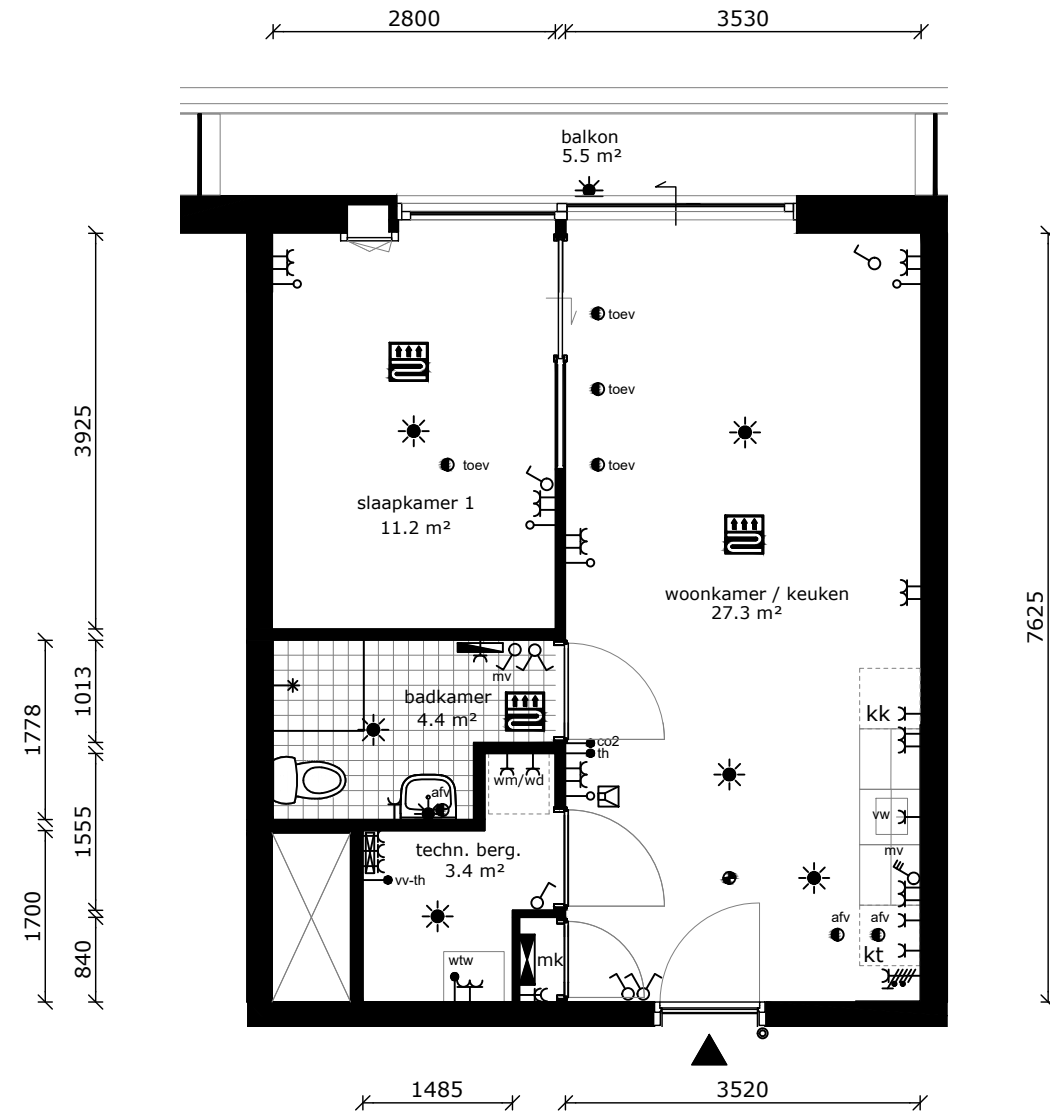 2800
3530
balkon
5.5 m²
toev
toev
toev
toev
3925
slaapkamer 1
11.2 m²
woonkamer / keuken
27.3 m²
7625
1013
1778
mv
badkamer
4.4 m²
kk
co2
th
wm/wd
afv
vw
mv
1555
techn. berg.
3.4 m²
vv-th
1700
840
afv
afv
kt
wtw
mk
1485
3520